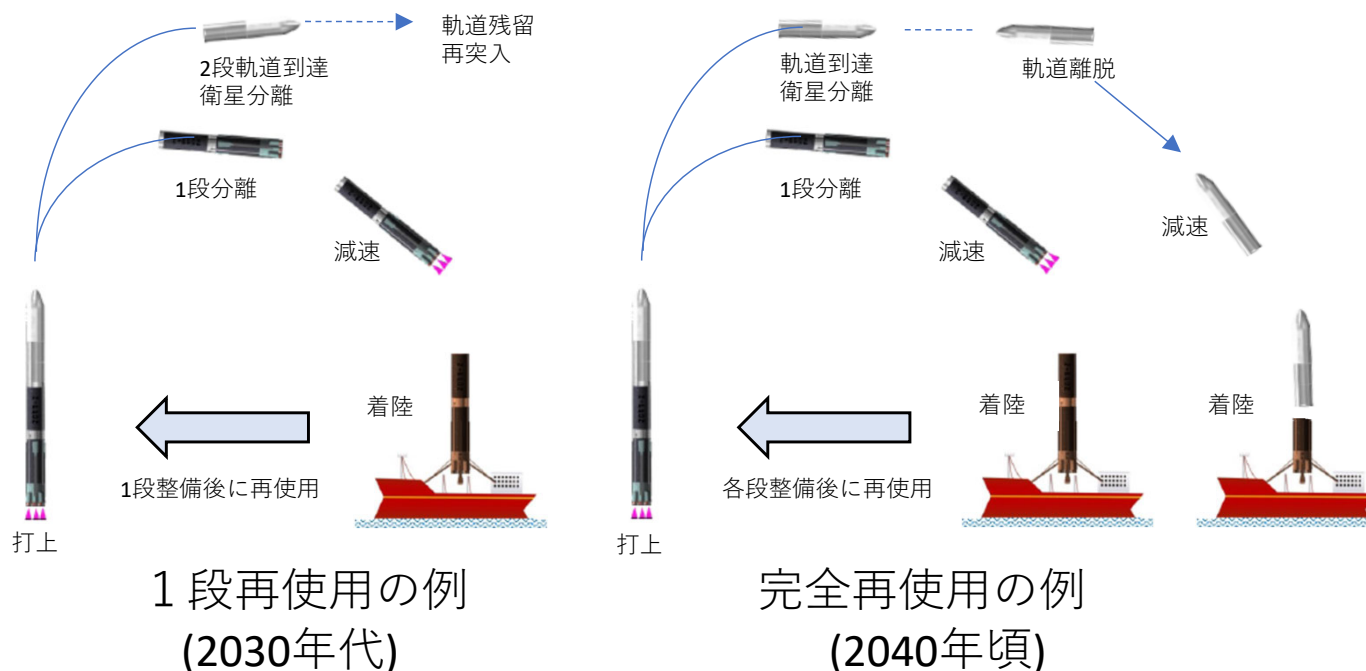 2段軌道到達
衛星分離
軌道残留
再突入
1段分離
減速
着陸
1段整備後に再使用
打上
１段再使用の例
(2030年代)
軌道到達
衛星分離
軌道離脱
1段分離
減速
減速
着陸
着陸
各段整備後に再使用
打上
完全再使用の例
(2040年頃)